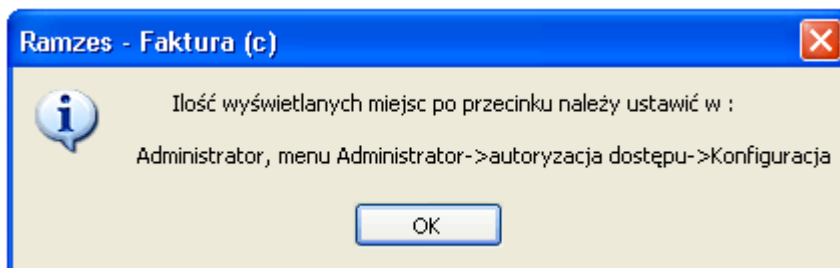 Ramzes - Faktura (c)
Ilość wyświetlanych miejsc po przecinku należy ustawić w :
Administrator, menu Administrator->autoryzacja dostępu->Konfiguracja
OK